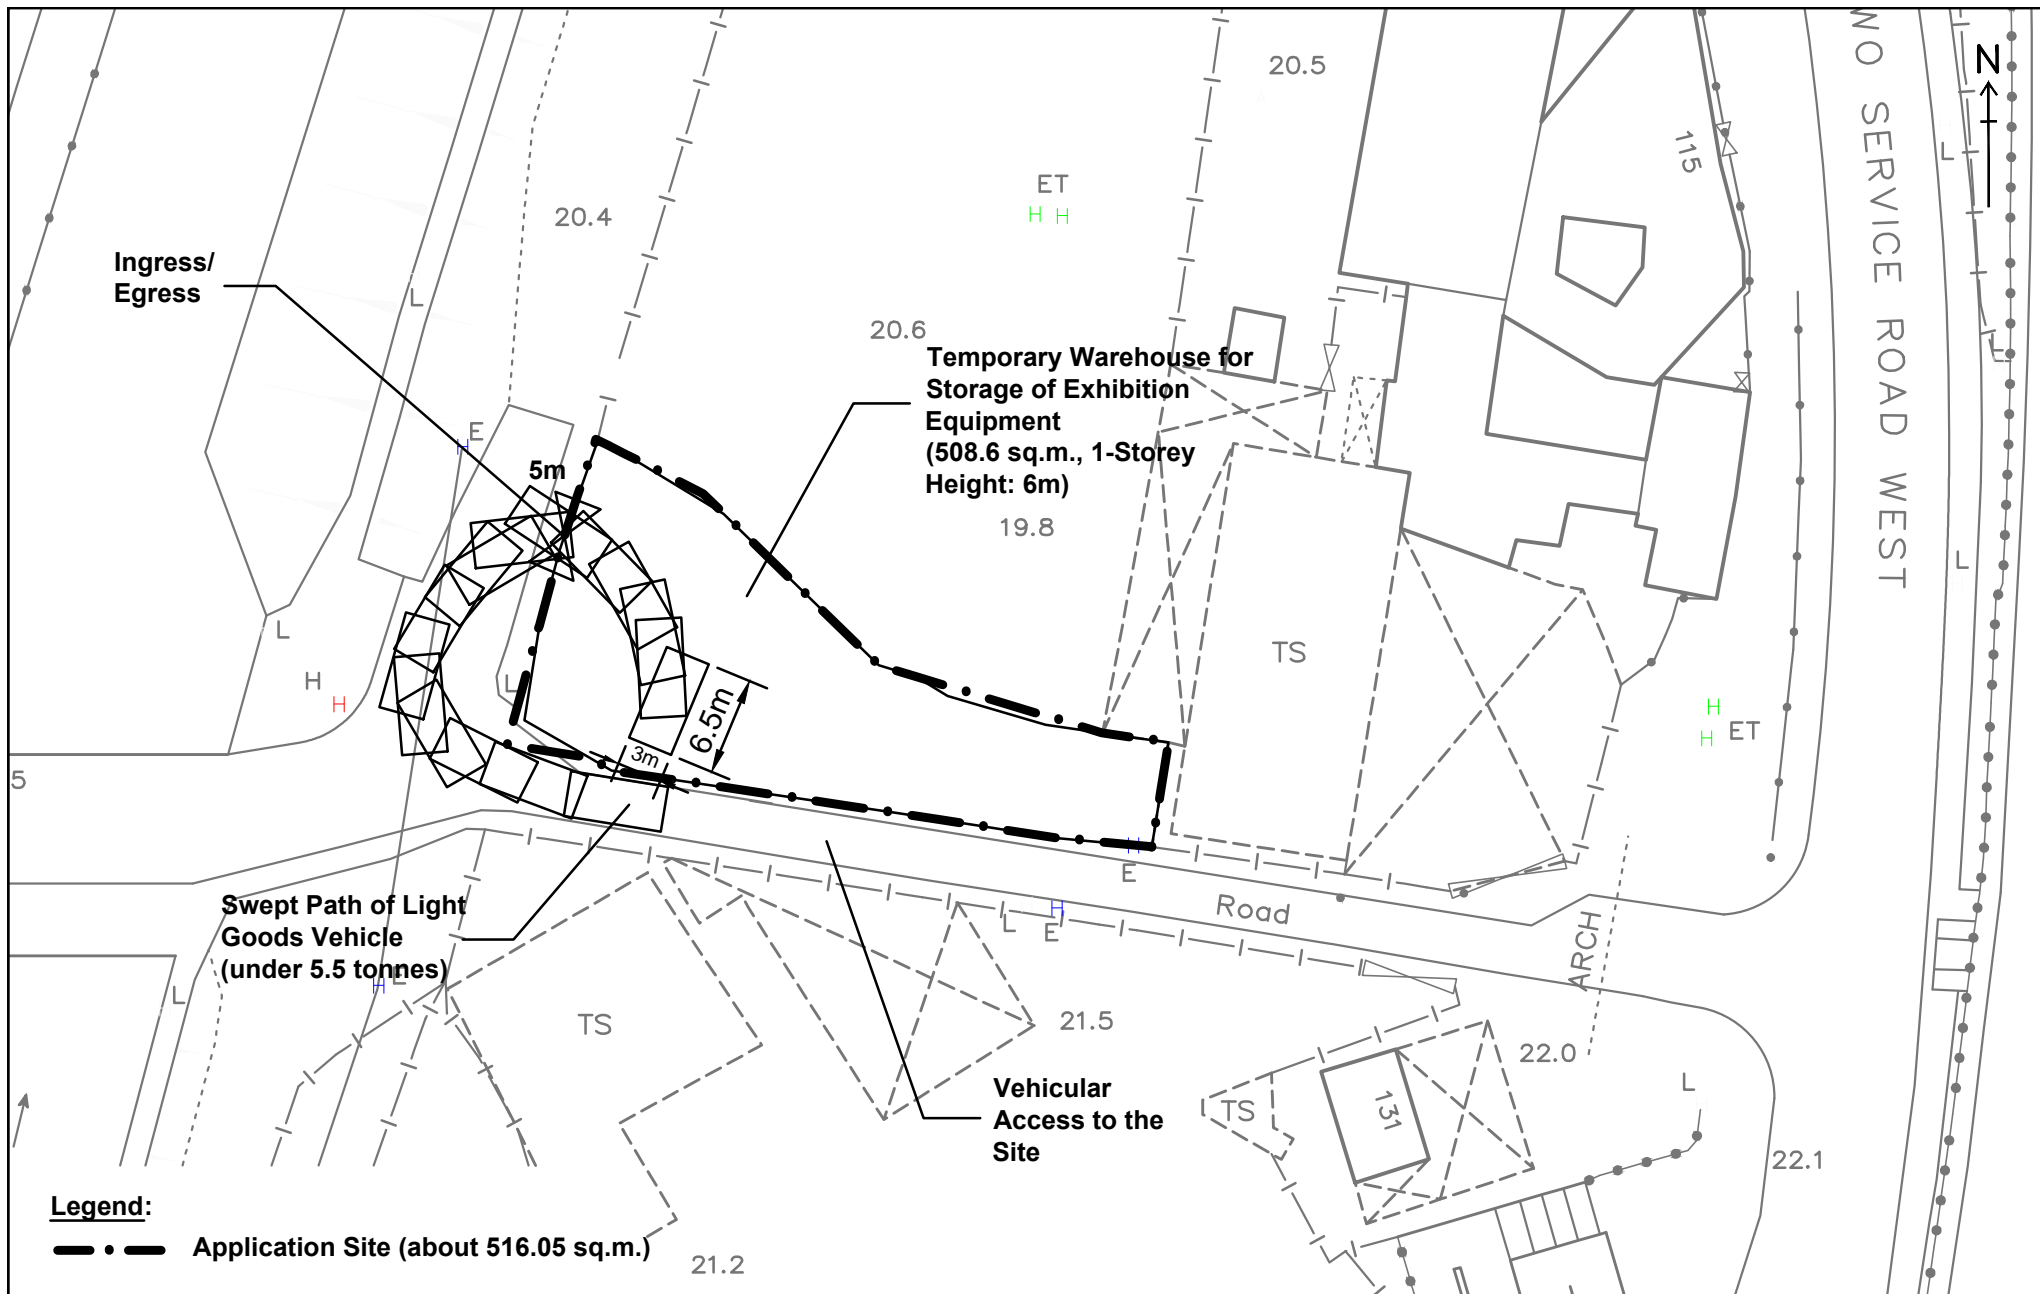 20.5
N
WO SERVICE ROAD WEST
L
115
ET
H H
20.4
Ingress/
Egress
L
20.6
L
Temporary Warehouse for
Storage of Exhibition
Equipment
(508.6 sq.m., 1-Storey
Height: 6m)
E
H
5m
19.8
L
L
TS
H
H
L
6.5m
3m
H
H
ET
5
H
E
Swept Path of Light
Goods Vehicle
(under 5.5 tonnes)
H
L
E
Road
ARCH
H
E
L
TS
21.5
22.0
Vehicular
Access to the
Site
TS
131
L
22.1
Legend:
Application Site (about 516.05 sq.m.)
21.2